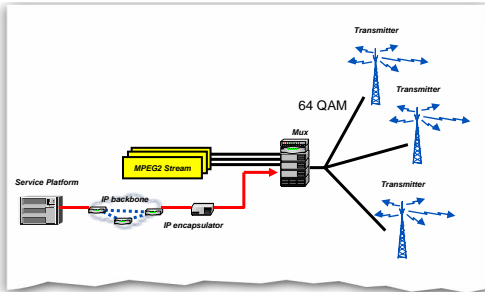 Transmitter
64 QAM
Transmitter
Mux
MPEG2 Stream
Service Platform
IP backbone
Transmitter
IP encapsulator